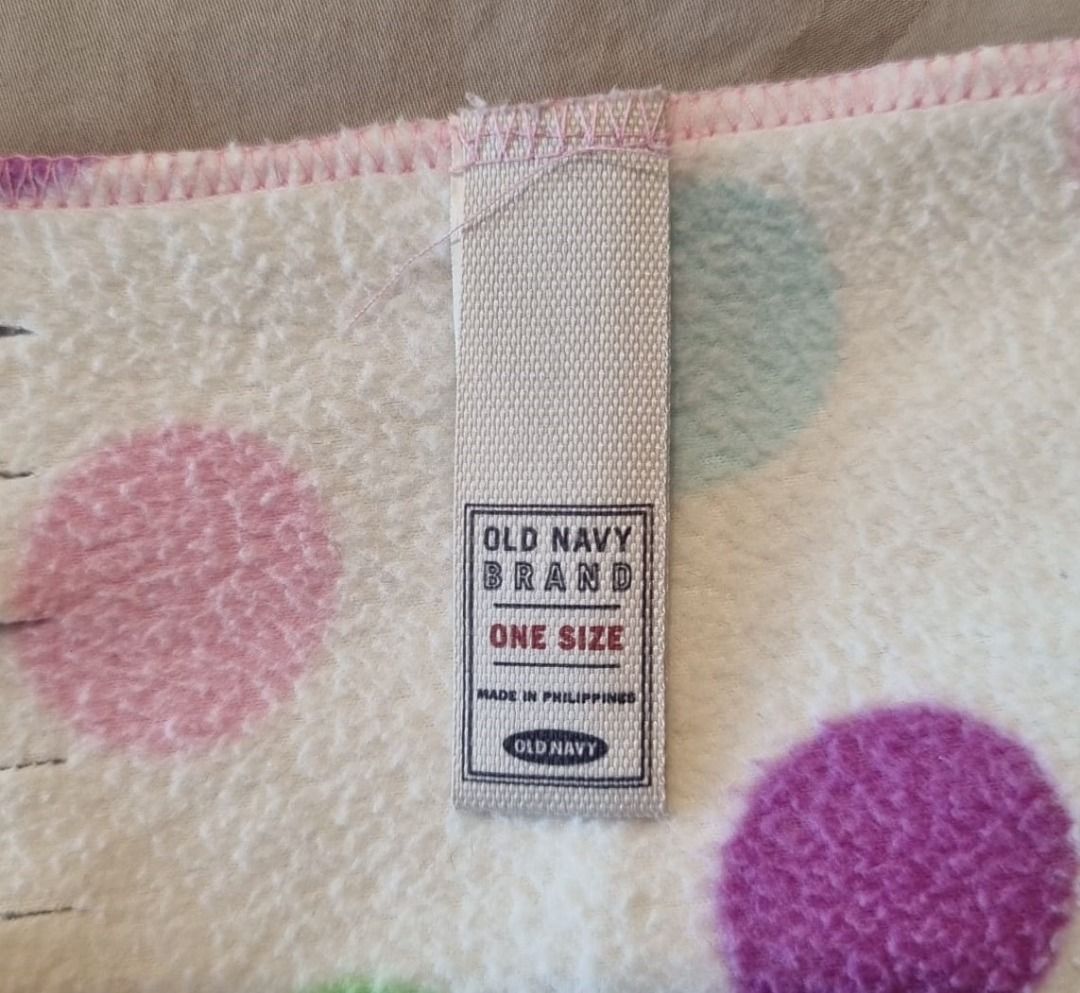 OLD NAVY
BRAND
ONE SIZE
MADE IN PHILIPPINES
OLD NAVY